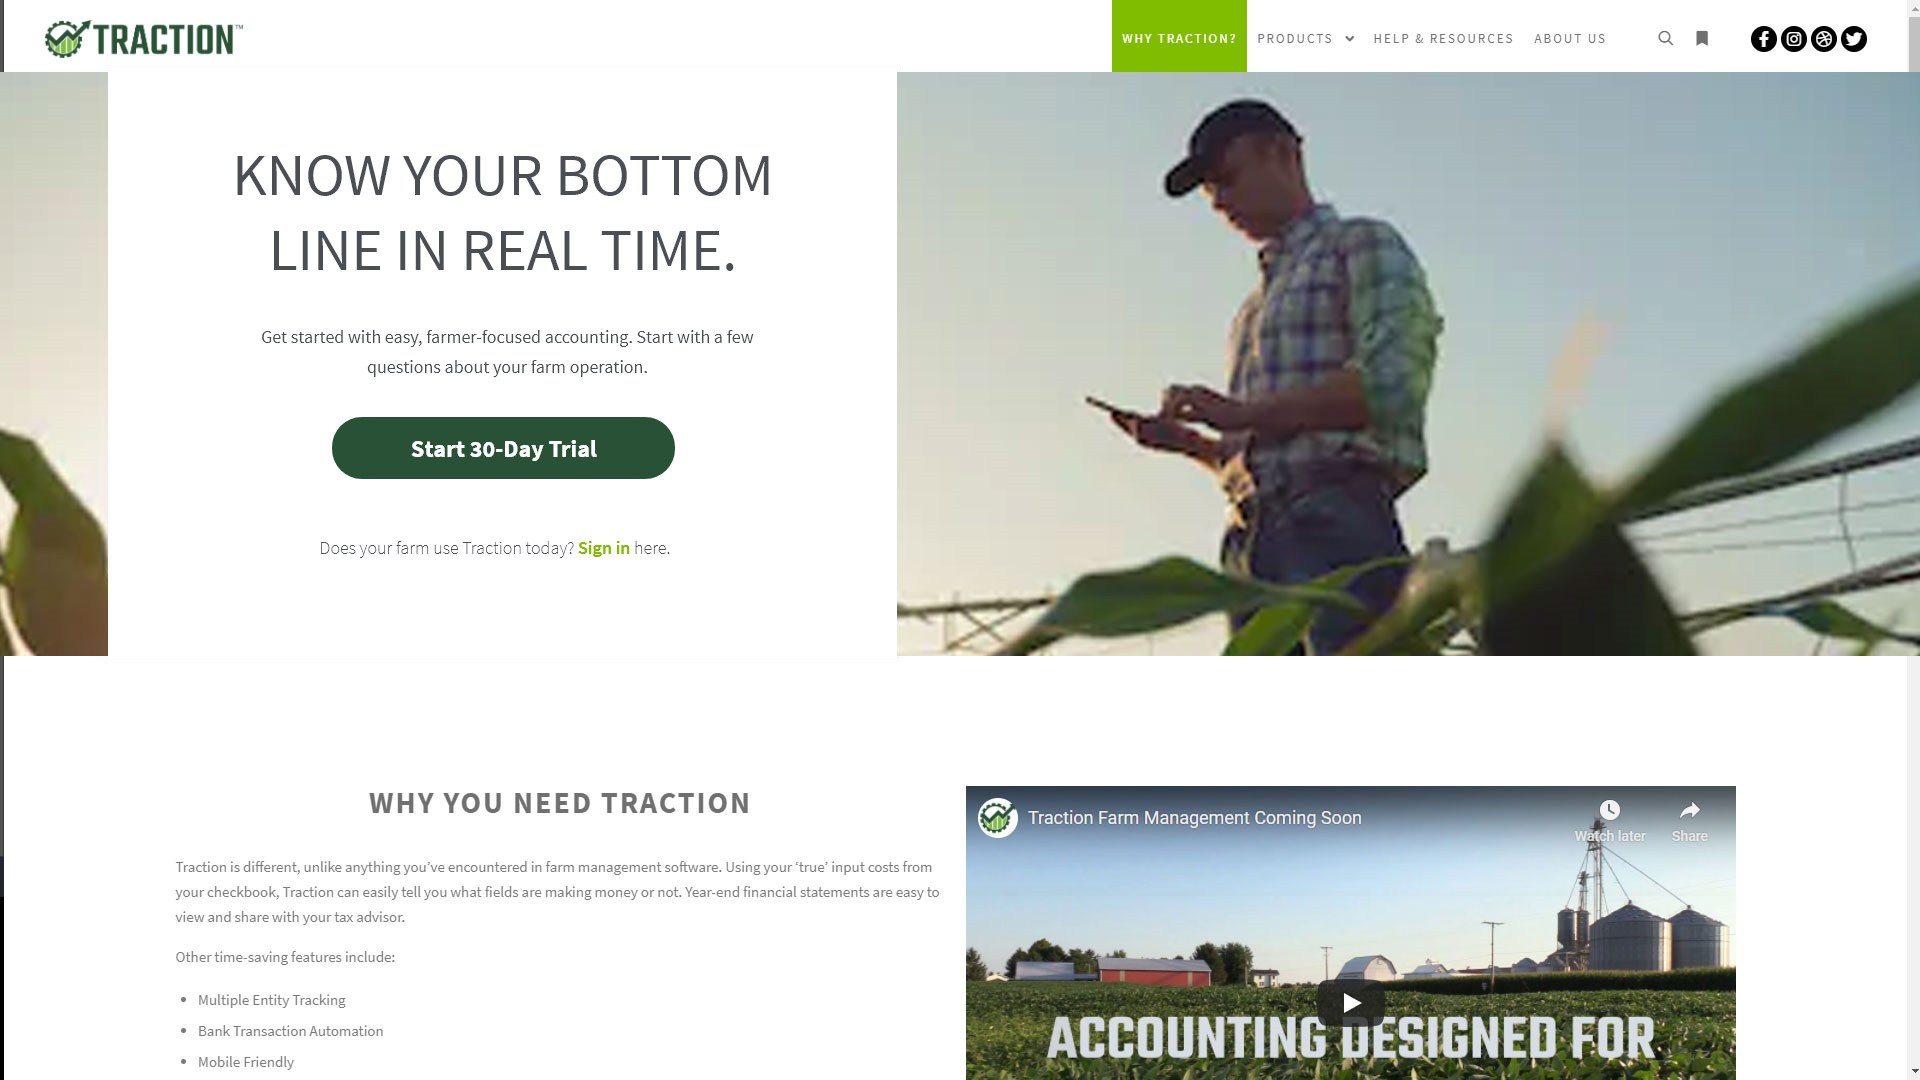 TRACTION™
WHY TRACTION?
PRODUCTS
HELP & RESOURCES
ABOUT US
KNOW YOUR BOTTOM
LINE IN REAL TIME.
Get started with easy, farmer-focused accounting. Start with a few
questions about your farm operation.
Start 30-Day Trial
Does your farm use Traction today? Sign in here.
WHY YOU NEED TRACTION
Traction is different, unlike anything you’ve encountered in farm management software. Using your ‘true’ input costs from
your checkbook, Traction can easily tell you what fields are making money or not. Year-end financial statements are easy to
view and share with your tax advisor.
Other time-saving features include:
Multiple Entity Tracking
Bank Transaction Automation
Mobile Friendly
Traction Farm Management Coming Soon
Watch later
Share
ACCOUNTING DESIGNED FOR